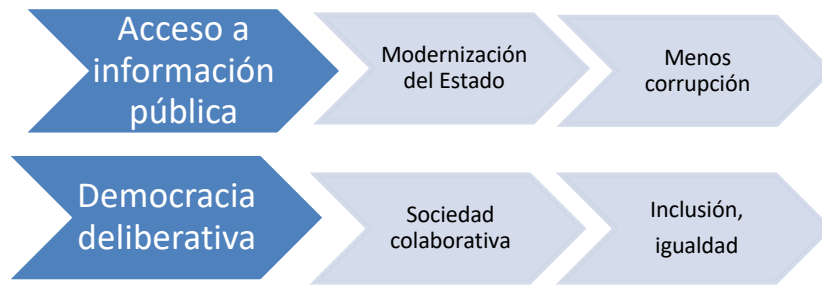 Acceso a
información
pública
Modernización
del Estado
Menos
corrupción
Democracia
deliberativa
Sociedad
colaborativa
Inclusión,
igualdad